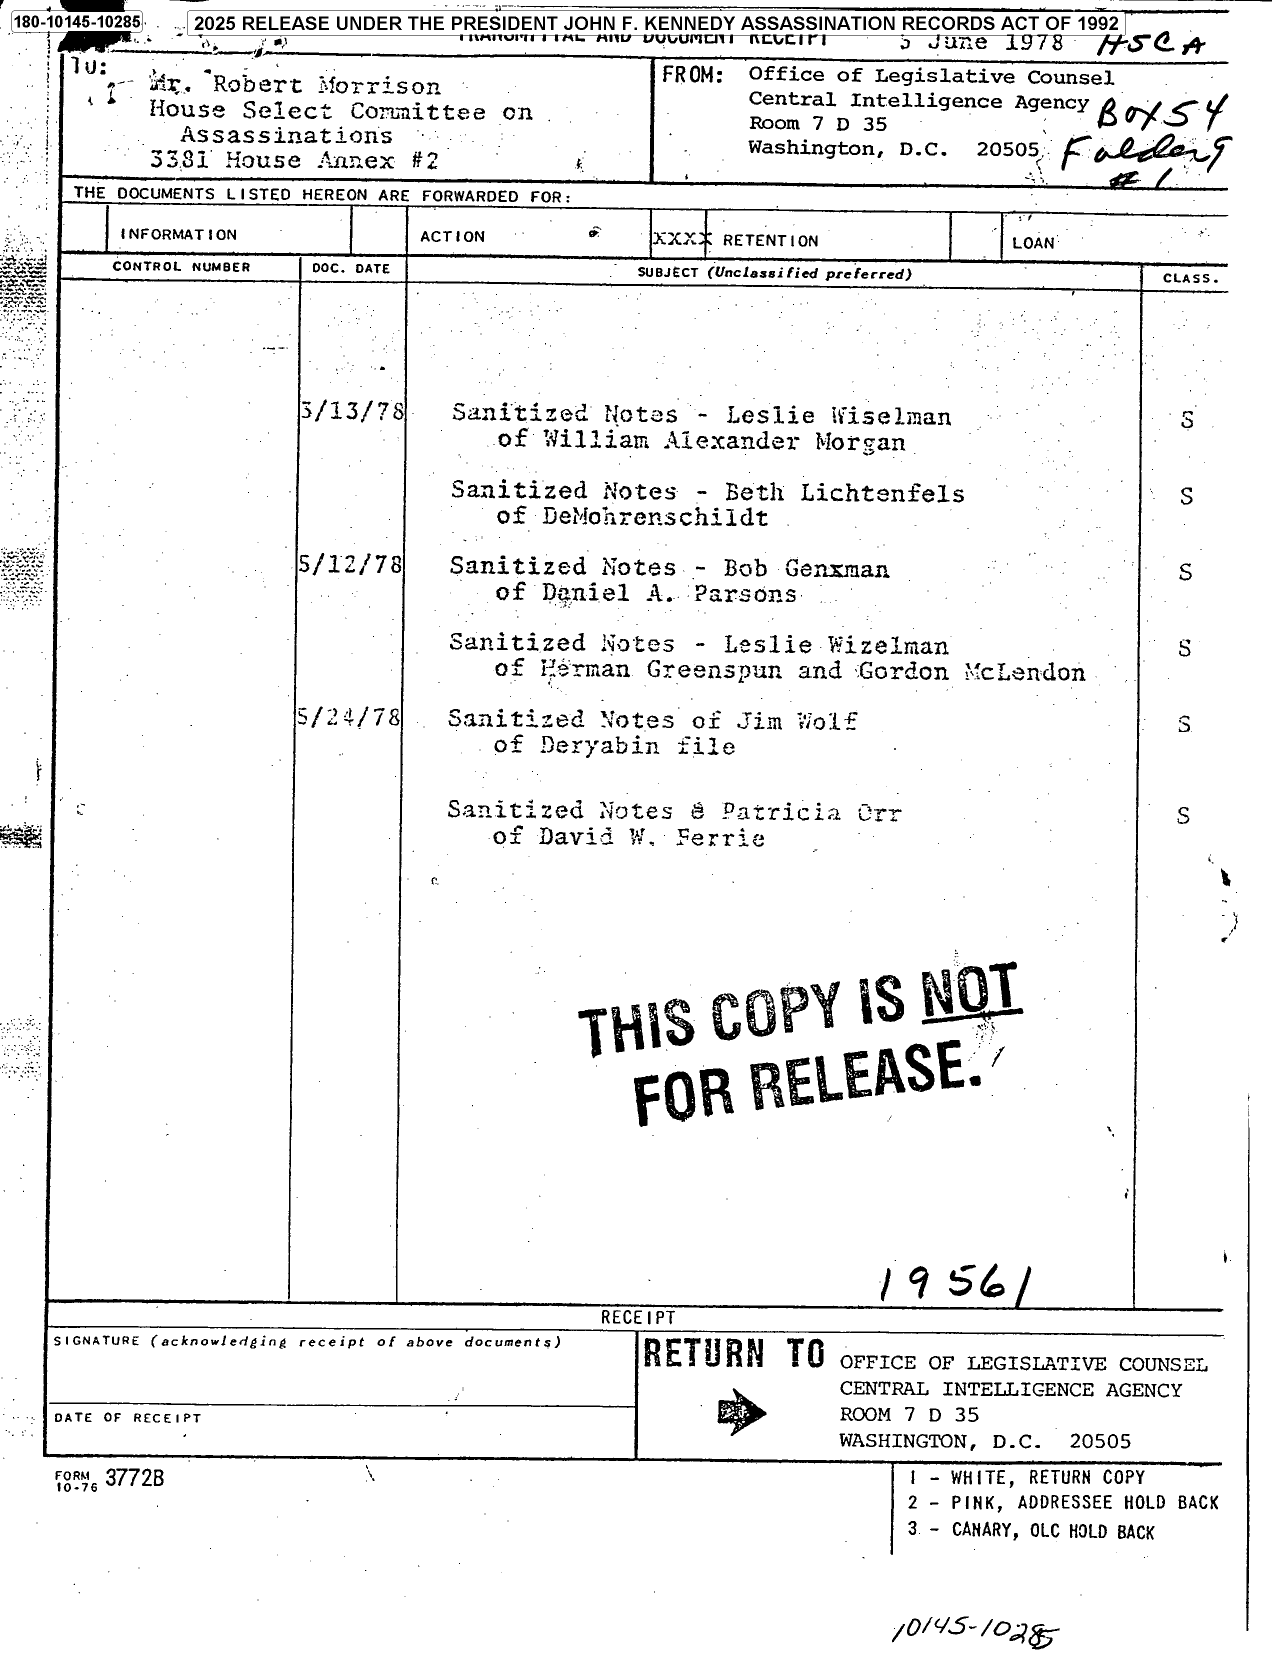 180-10145-10285 2025 RELEASE UNDER THE PRESIDENT JOHN F. KENNEDY ASSASSINATION RECORDS ACT OF 1992
TRANSMITTAL AND DOCUMENT RECEIPT 5 June 1978 HSCA
TO:
Mr. Robert Morrison
House Select Committee on
Assassinations
3381 House Annex #2
FROM: Office of Legislative Counsel
Central Intelligence Agency
Room 7 D 35
Washington, D.C. 20505
Box 54
Folder 9
# 1
THE DOCUMENTS LISTED HEREON ARE FORWARDED FOR:
INFORMATION ACTION XXXX RETENTION LOAN
CONTROL NUMBER DOC. DATE SUBJECT (Unclassified preferred) CLASS.
5/13/78 Sanitized Notes - Leslie Wiselman S
of William Alexander Morgan
Sanitized Notes - Beth Lichtenfels S
of DeMohrenschildt
5/12/78 Sanitized Notes - Bob Genxman S
of Daniel A. Parsons
Sanitized Notes - Leslie Wizelman S
of Herman Greenspun and Gordon McLendon
5/24/78 Sanitized Notes of Jim Wolf S
of Deryabin file
Sanitized Notes @ Patricia Orr S
of David W. Ferrie
THIS COPY IS NOT
FOR RELEASE.
19561
RECEIPT
SIGNATURE (acknowledging receipt of above documents)
DATE OF RECEIPT
RETURN TO OFFICE OF LEGISLATIVE COUNSEL
CENTRAL INTELLIGENCE AGENCY
ROOM 7 D 35
WASHINGTON, D.C. 20505
FORM 3772B
10-76
1 - WHITE, RETURN COPY
2 - PINK, ADDRESSEE HOLD BACK
3 - CANARY, OLC HOLD BACK
10145-10285